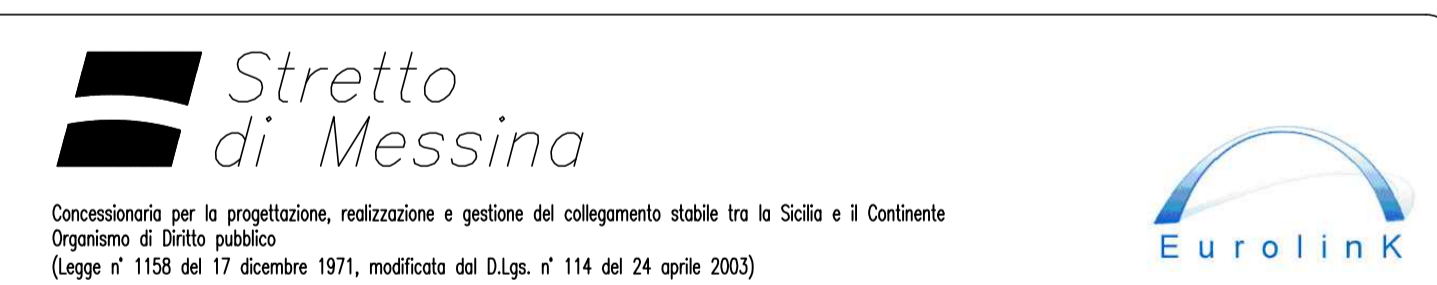 Stretto
di Messina
Concessionaria per la progettazione, realizzazione e gestione del collegamento stabile tra la Sicilia e il Continente
Organismo di Diritto pubblico
(Legge n° 1158 del 17 dicembre 1971, modificata dal D.Lgs. n° 114 del 24 aprile 2003)
EurolinK